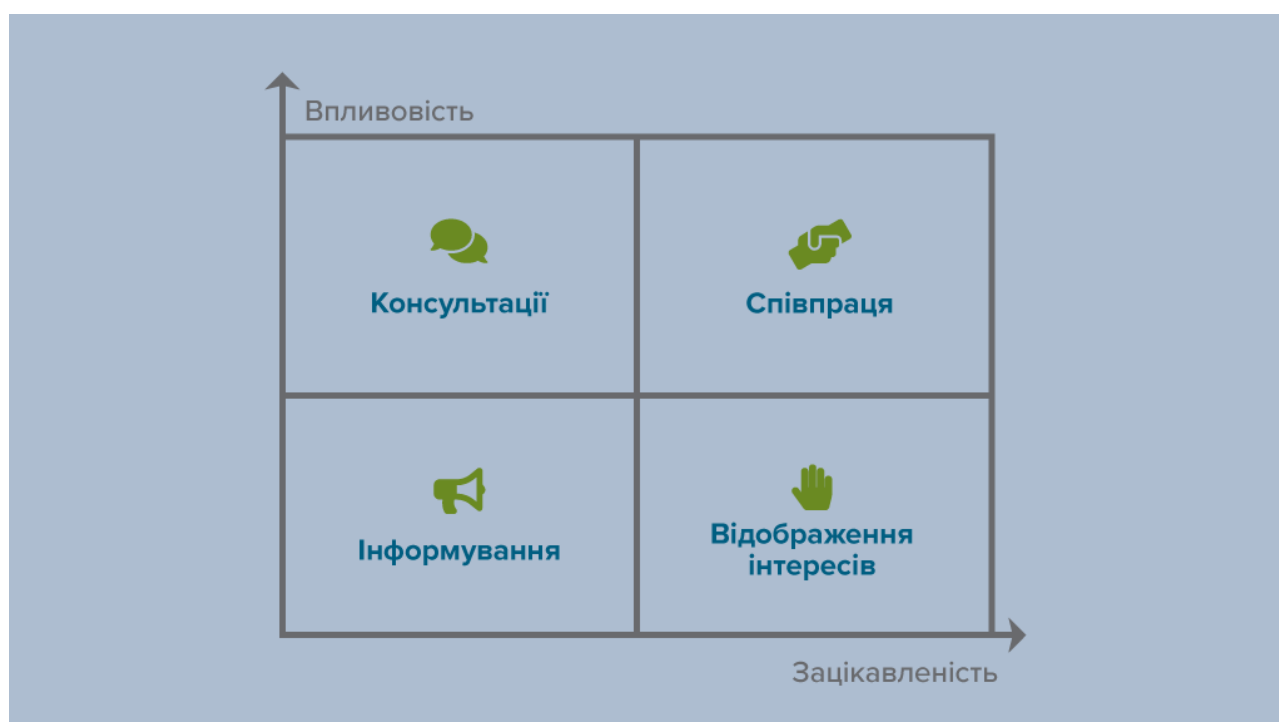 Впливовість
Консультації
Співпраця
Інформування
Відображення
інтересів
Зацікавленість